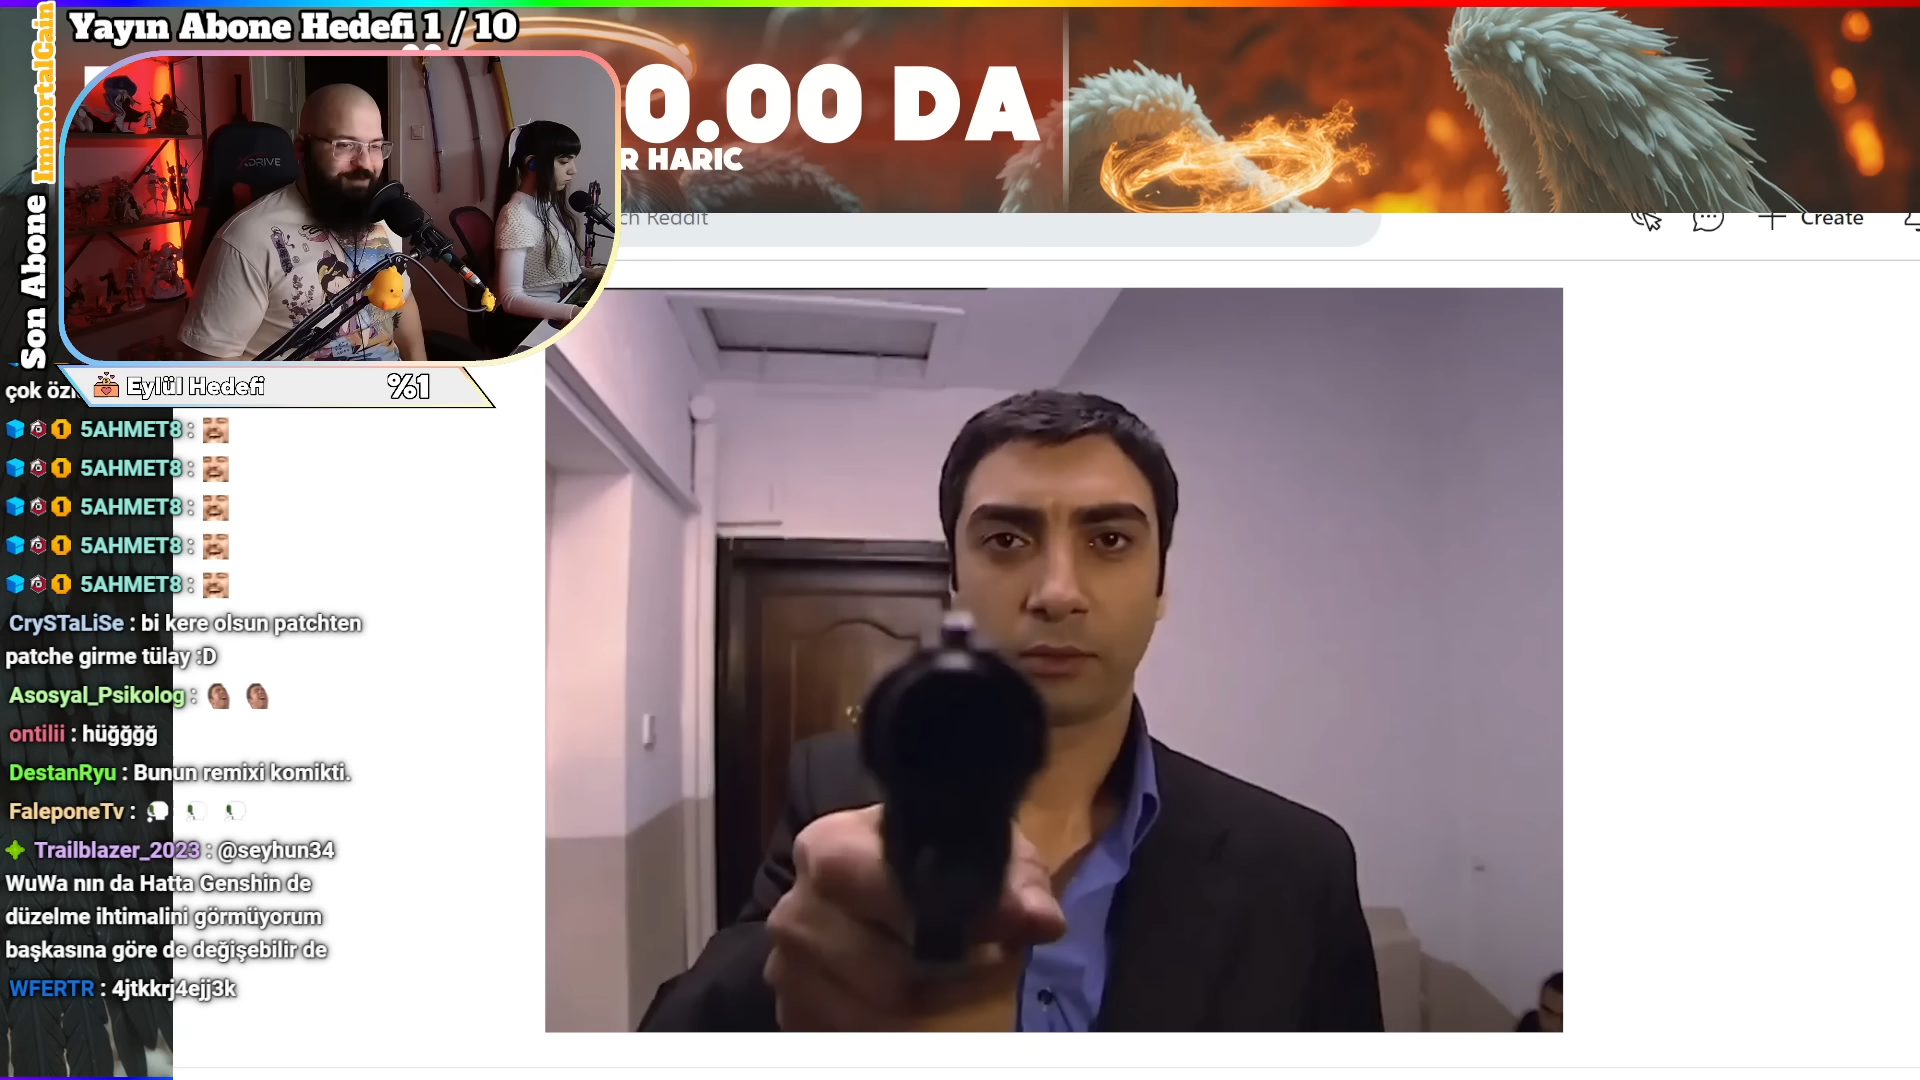 Yayın Abone Hedefi 1 / 10
Son Abone ImmortalCain
0.00 DA
R HARIC
XDRIVE
ch Reddit
Create
Eylül Hedefi %1
çok öz
5AHMET8 :
5AHMET8 :
5AHMET8 :
5AHMET8 :
5AHMET8 :
CrySTaLiSe : bi kere olsun patchten
patche girme tülay :D
Asosyal_Psikolog :
ontilii : hüğğğğ
DestanRyu : Bunun remixi komikti.
FaleponeTv :
Trailblazer_2023 : @seyhun34
WuWa nın da Hatta Genshin de
düzelme ihtimalini görmüyorum
başkasına göre de değişebilir de
WFERTR : 4jtkkrj4ejj3k